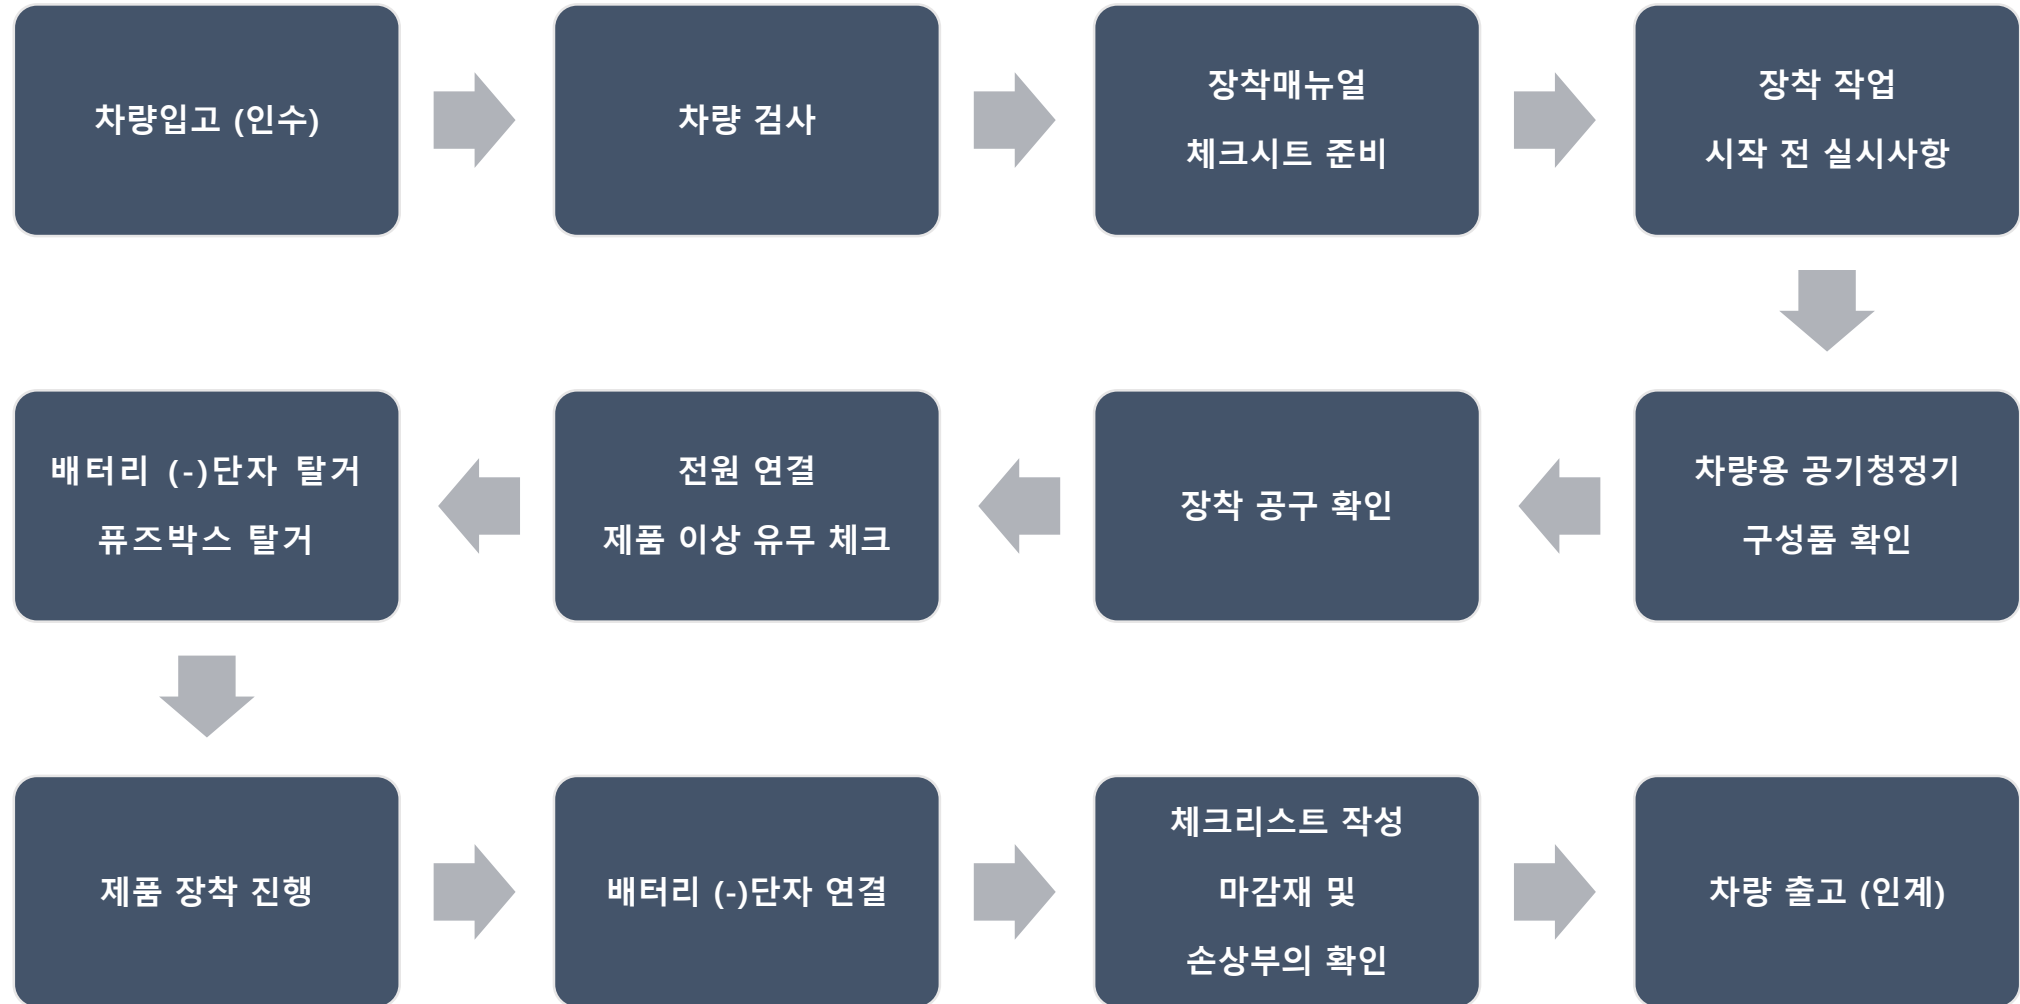 차량입고 (인수)
차량 검사
장착매뉴얼
체크시트 준비
장착 작업
시작 전 실시사항
차량용 공기청정기
구성품 확인
장착 공구 확인
전원 연결
제품 이상 유무 체크
배터리 (-)단자 탈거
퓨즈박스 탈거
제품 장착 진행
배터리 (-)단자 연결
체크리스트 작성
마감재 및
손상부의 확인
차량 출고 (인계)